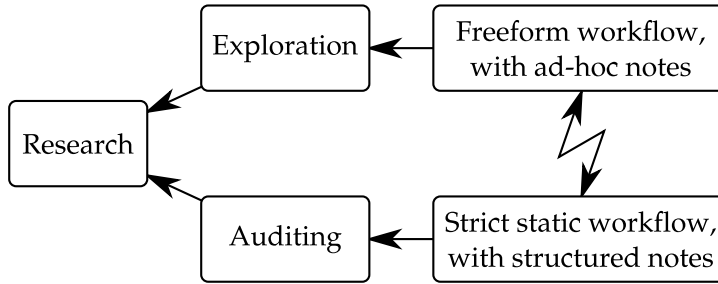 Exploration
Freeform workflow,
with ad-hoc notes
Research
Auditing
Strict static workflow,
with structured notes